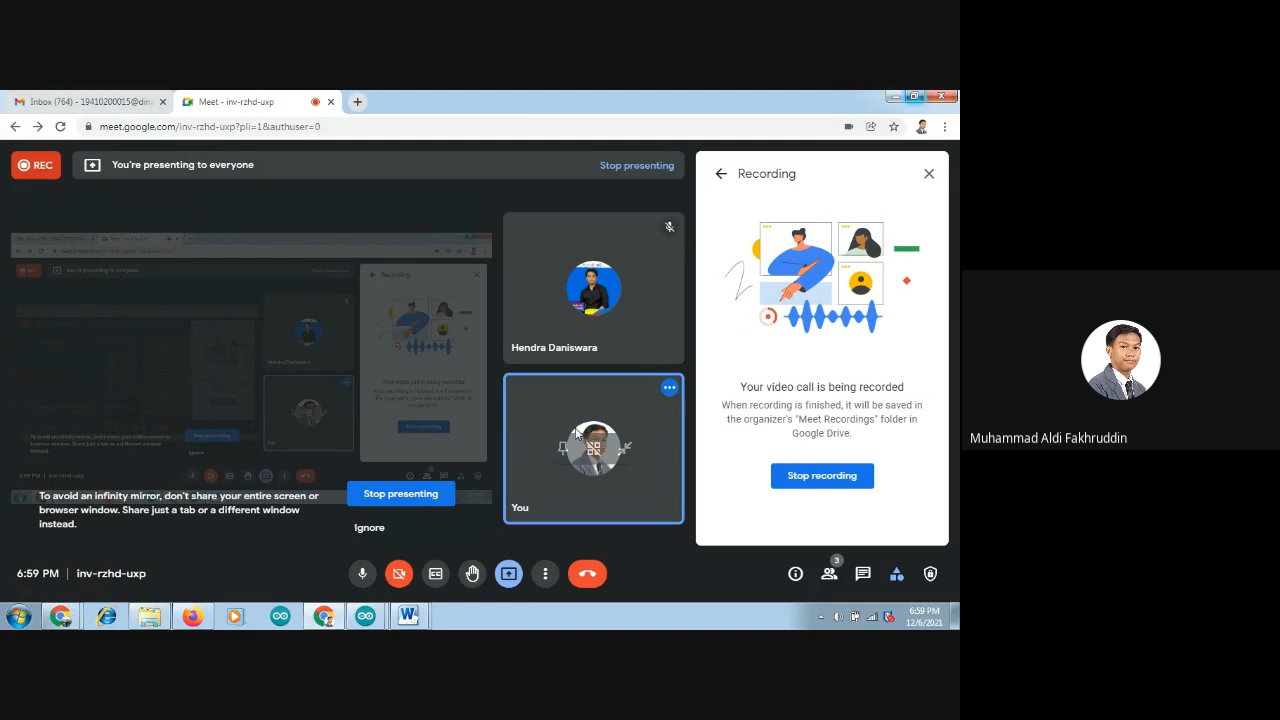 Inbox (764) - 19410200015@dina
Meet - inv-rzhd-uxp
meet.google.com/inv-rzhd-uxp?pli=1&authuser=0
REC
You're presenting to everyone
Stop presenting
Recording
Hendra Daniswara
You
Your video call is being recorded
When recording is finished, it will be saved in
the organizer's "Meet Recordings" folder in
Google Drive.
Stop recording
To avoid an infinity mirror, don't share your entire screen or
browser window. Share just a tab or a different window
instead.
Stop presenting
Ignore
6:59 PM | inv-rzhd-uxp
3
6:59 PM
12/6/2021
Muhammad Aldi Fakhruddin